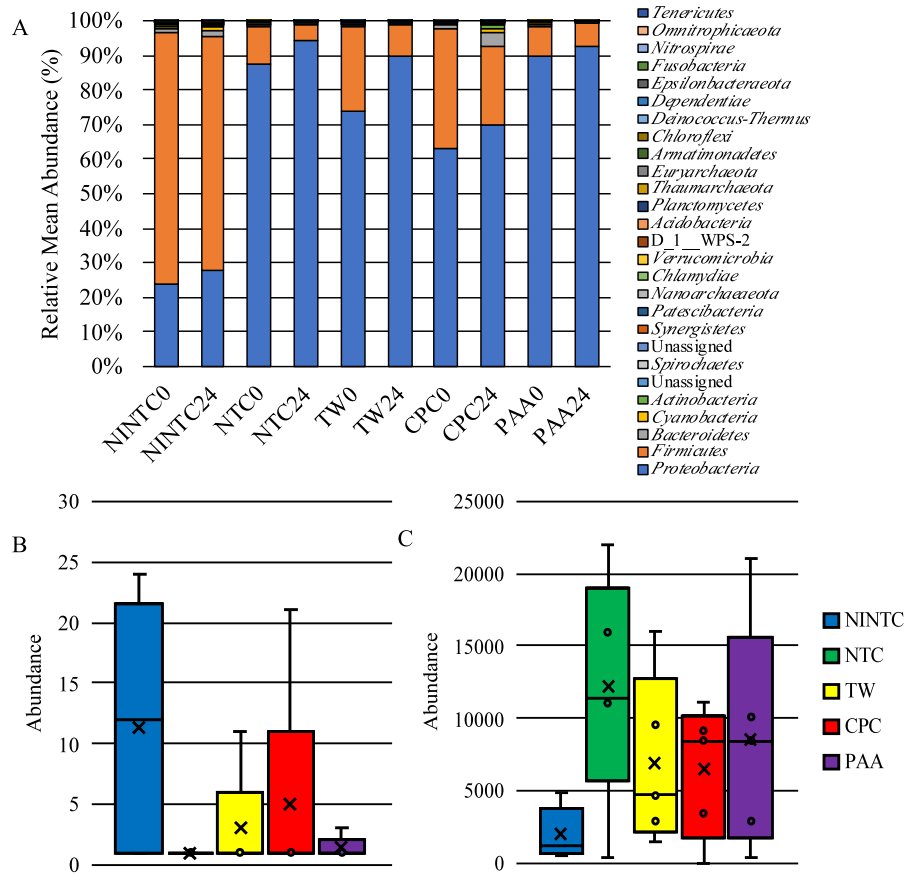 A
Relative Mean Abundance (%)
100%
90%
80%
70%
60%
50%
40%
30%
20%
10%
0%
NINTC0
NINTC24
NTC0
NTC24
TW0
TW24
CPC0
CPC24
PAA0
PAA24
Tenericutes
Omnitrophicaeota
Nitrospirae
Fusobacteria
Epsilonbacteraeota
Dependentiae
Deinococcus-Thermus
Chloroflexi
Armatimonadetes
Euryarchaeota
Thaumarchaeota
Planctomycetes
Acidobacteria
D_1__WPS-2
Verrucomicrobia
Chlamydiae
Nanoarchaeaeota
Patescibacteria
Synergistetes
Unassigned
Spirochaetes
Unassigned
Actinobacteria
Cyanobacteria
Bacteroidetes
Firmicutes
Proteobacteria
B
Abundance
30
25
20
15
10
5
0
C
Abundance
25000
20000
15000
10000
5000
0
NINTC
NTC
TW
CPC
PAA